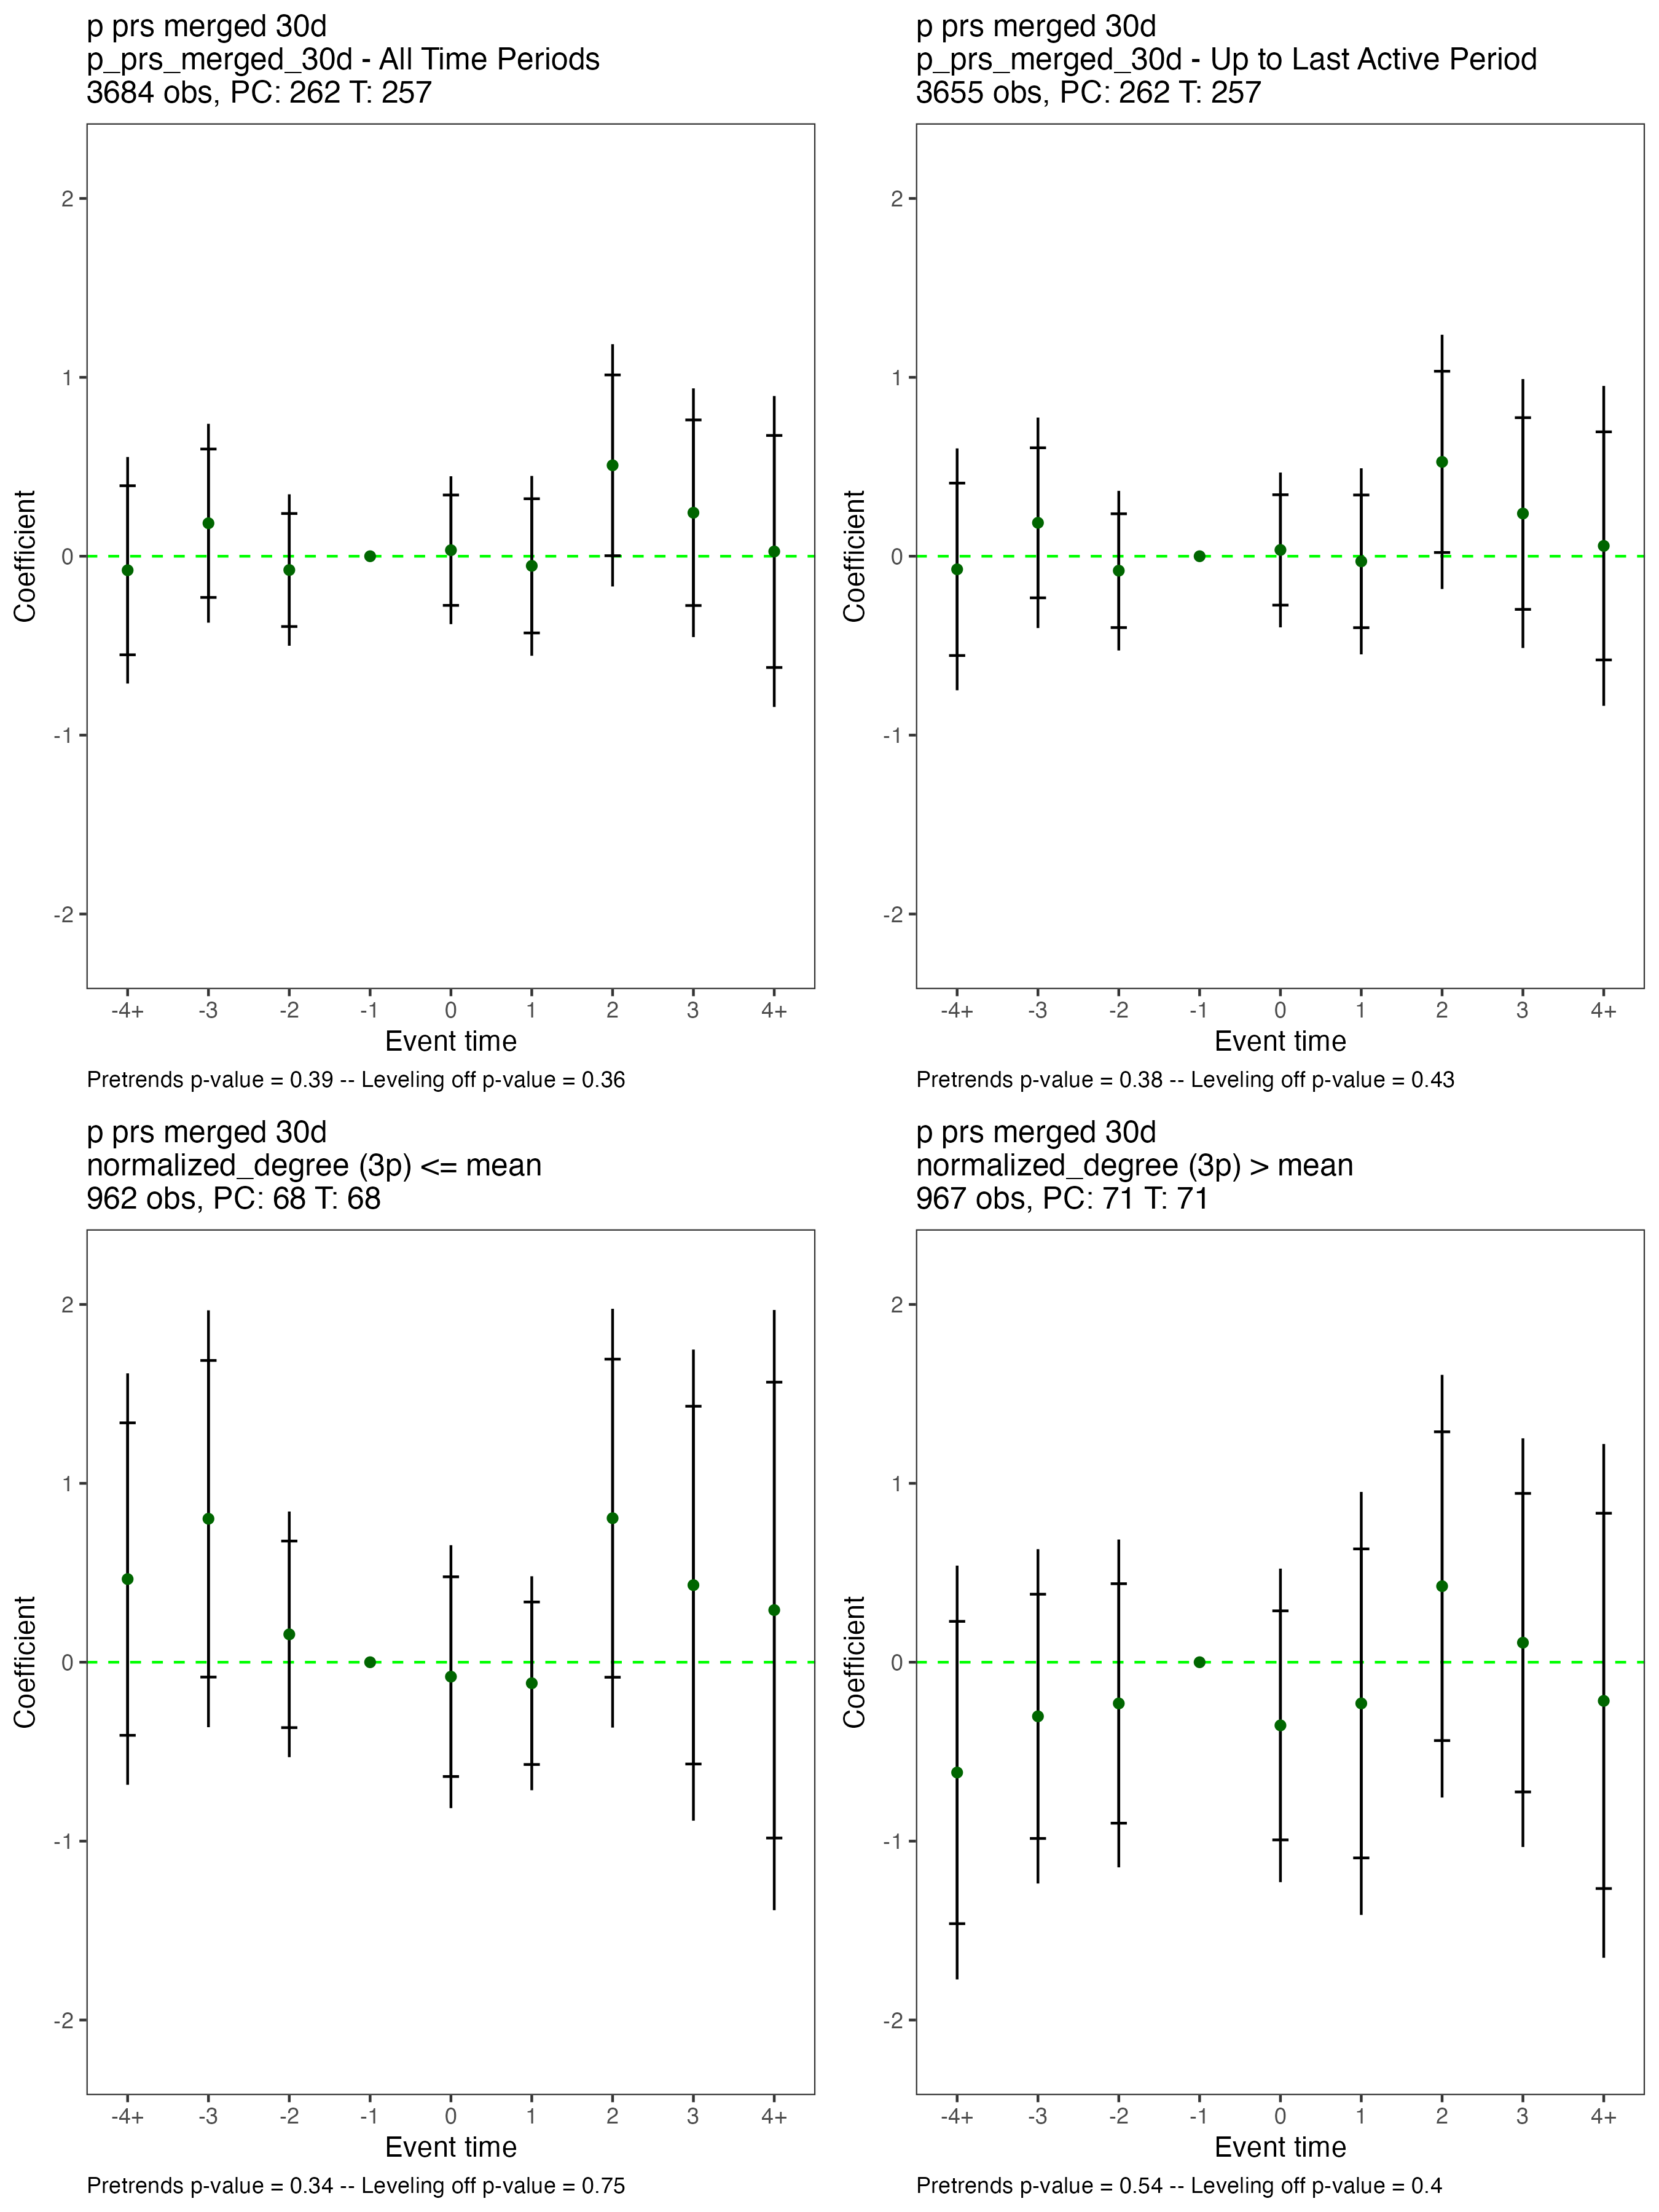 p prs merged 30d
p_prs_merged_30d - All Time Periods
3684 obs, PC: 262 T: 257
2
1
0
-1
-2
Coefficient
-4+ -3 -2 -1 0 1 2 3 4+
Event time
Pretrends p-value = 0.39 -- Leveling off p-value = 0.36
p prs merged 30d
p_prs_merged_30d - Up to Last Active Period
3655 obs, PC: 262 T: 257
2
1
0
-1
-2
Coefficient
-4+ -3 -2 -1 0 1 2 3 4+
Event time
Pretrends p-value = 0.38 -- Leveling off p-value = 0.43
p prs merged 30d
normalized_degree (3p) <= mean
962 obs, PC: 68 T: 68
2
1
0
-1
-2
Coefficient
-4+ -3 -2 -1 0 1 2 3 4+
Event time
Pretrends p-value = 0.34 -- Leveling off p-value = 0.75
p prs merged 30d
normalized_degree (3p) > mean
967 obs, PC: 71 T: 71
2
1
0
-1
-2
Coefficient
-4+ -3 -2 -1 0 1 2 3 4+
Event time
Pretrends p-value = 0.54 -- Leveling off p-value = 0.4